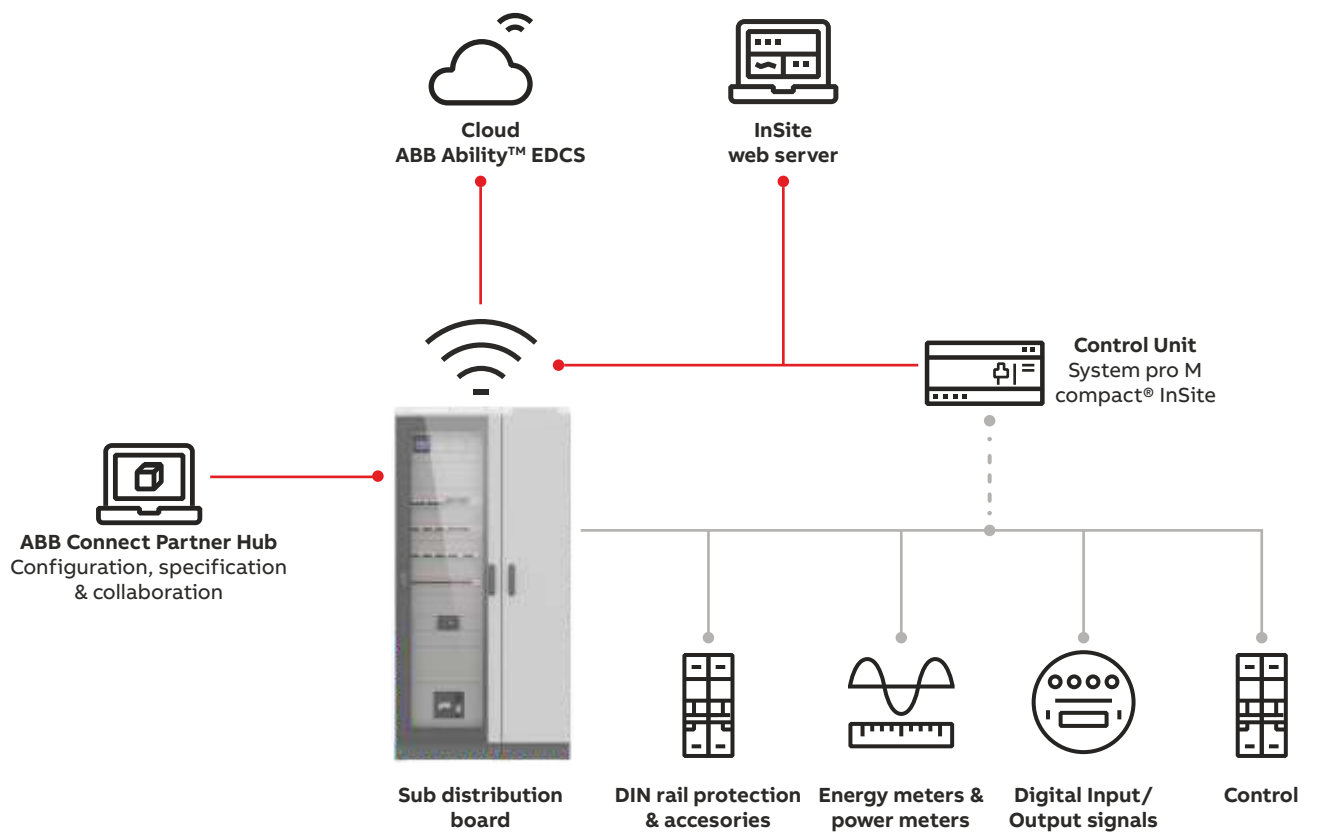 Cloud
ABB Ability™ EDCS
InSite
web server
Control Unit
System pro M
compact® InSite
ABB Connect Partner Hub
Configuration, specification
& collaboration
Sub distribution
board
DIN rail protection
& accesories
Energy meters &
power meters
Digital Input/
Output signals
Control